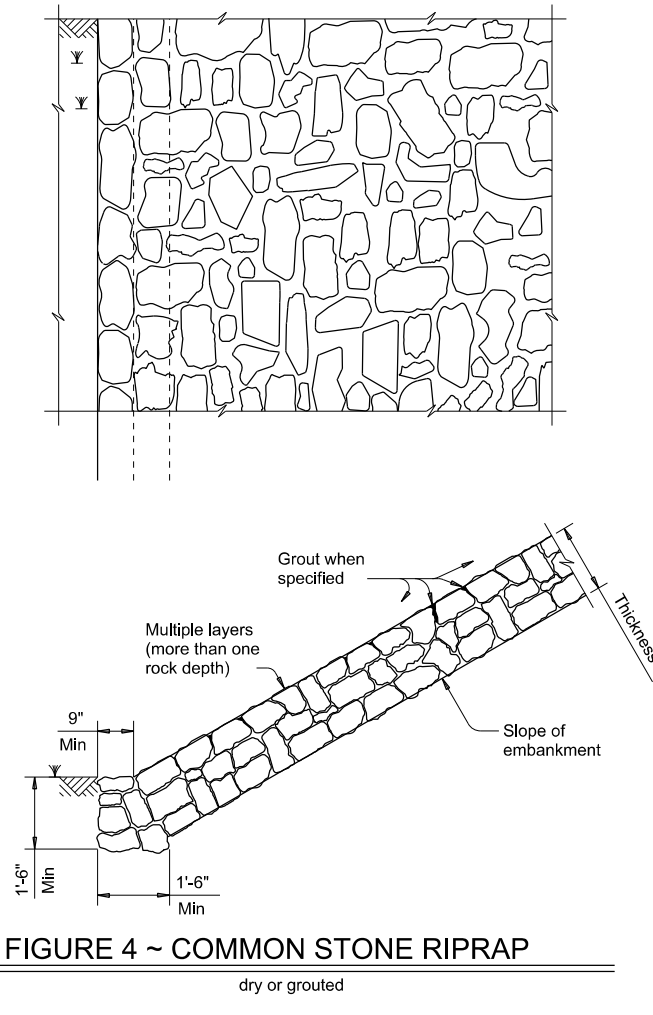 Grout when
specified
Thickness
Multiple layers
(more than one
rock depth)
9"
Min
Slope of
embankment
1'-6"
Min
1'-6"
Min
FIGURE 4 ~ COMMON STONE RIPRAP
dry or grouted